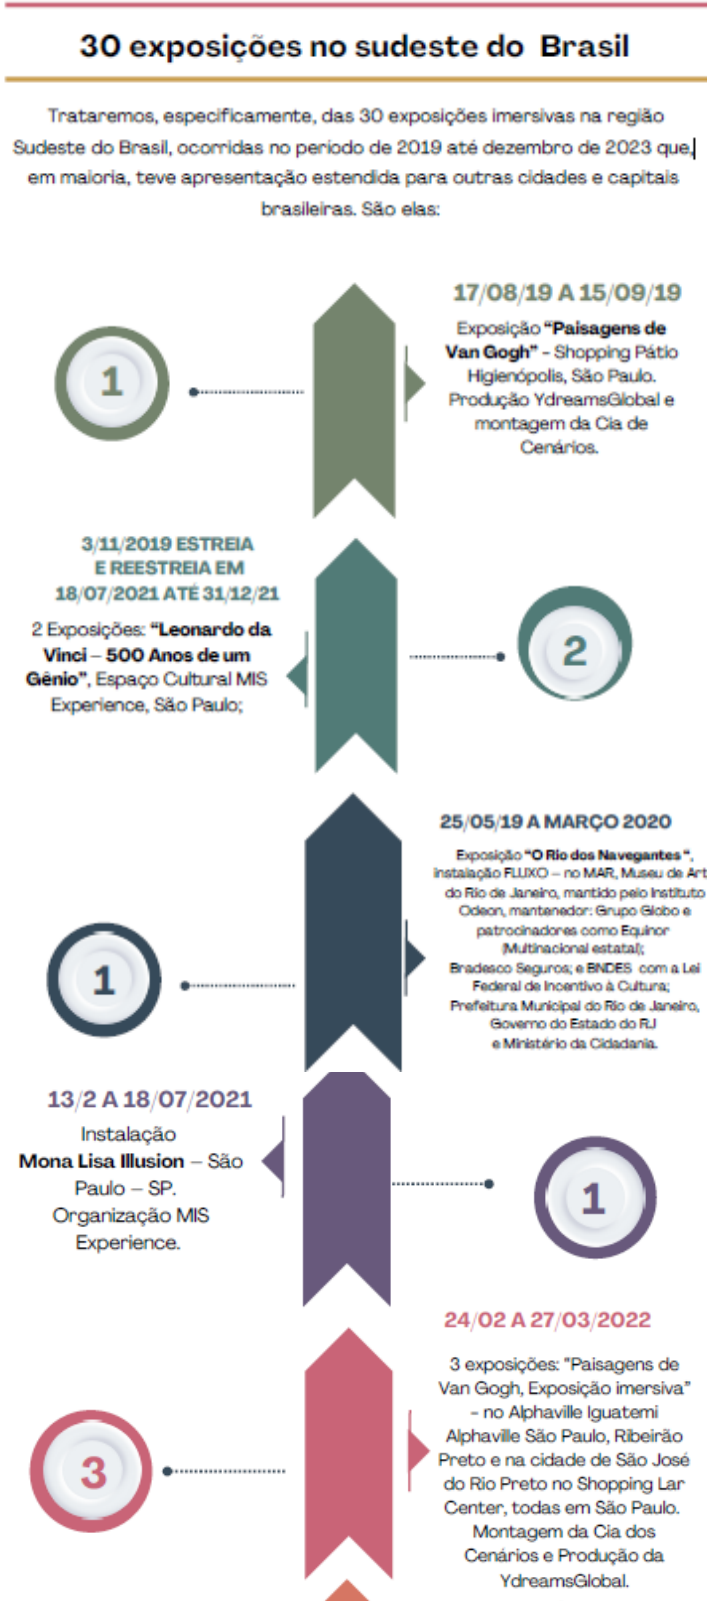 30 exposições no sudeste do Brasil
Trataremos, especificamente, das 30 exposições imersivas na região
Sudeste do Brasil, ocorridas no período de 2019 até dezembro de 2023 que,
em maioria, teve apresentação estendida para outras cidades e capitais
brasileiras. São elas:
1
17/08/19 A 15/09/19
Exposição “Paisagens de
Van Gogh” - Shopping Pátio
Higienópolis, São Paulo.
Produção YdreamsGlobal e
montagem da Cia de
Cenários.
3/11/2019 ESTREIA
E REESTREIA EM
18/07/2021 ATÉ 31/12/21
2 Exposições: “Leonardo da
Vinci – 500 Anos de um
Gênio”, Espaço Cultural MIS
Experience, São Paulo;
2
25/05/19 A MARÇO 2020
Exposição “O Rio dos Navegantes “,
instalação FLUXO – no MAR, Museu de Art
do Rio de Janeiro, mantido pelo Instituto
Odeon, mantenedor: Grupo Globo e
patrocinadores como Equinor
(Multinacional estatal);
Bradesco Seguros; e BNDES com a Lei
Federal de Incentivo à Cultura;
Prefeitura Municipal do Rio de Janeiro,
Governo do Estado do RJ
e Ministério da Cidadania.
1
13/2 A 18/07/2021
Instalação
Mona Lisa Illusion – São
Paulo – SP.
Organização MIS
Experience.
1
24/02 A 27/03/2022
3 exposições: "Paisagens de
Van Gogh, Exposição imersiva”
- no Alphaville Iguatemi
Alphaville São Paulo, Ribeirão
Preto e na cidade de São José
do Rio Preto no Shopping Lar
Center, todas em São Paulo.
Montagem da Cia dos
Cenários e Produção da
YdreamsGlobal.
3